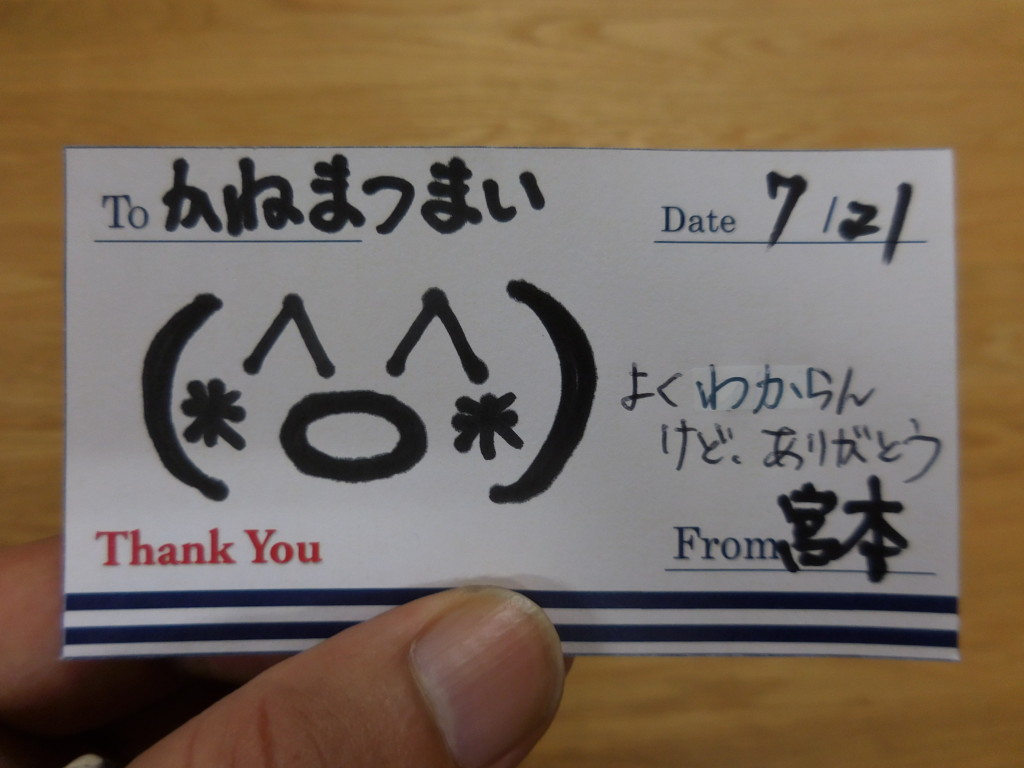 To かねまつまい
Date 7/21
(^o^)
よくわからん
けど、ありがとう
Thank You
From 宮本